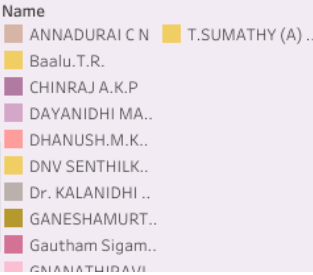 Name
ANNADURAI C N
T.SUMATHY (A) ..
Baalu.T.R.
CHINRAJ A.K.P
DAYANIDHI MA..
DHANUSH.M.K..
DNV SENTHILK..
Dr. KALANIDHI ..
GANESHAMURT..
Gautham Sigam..